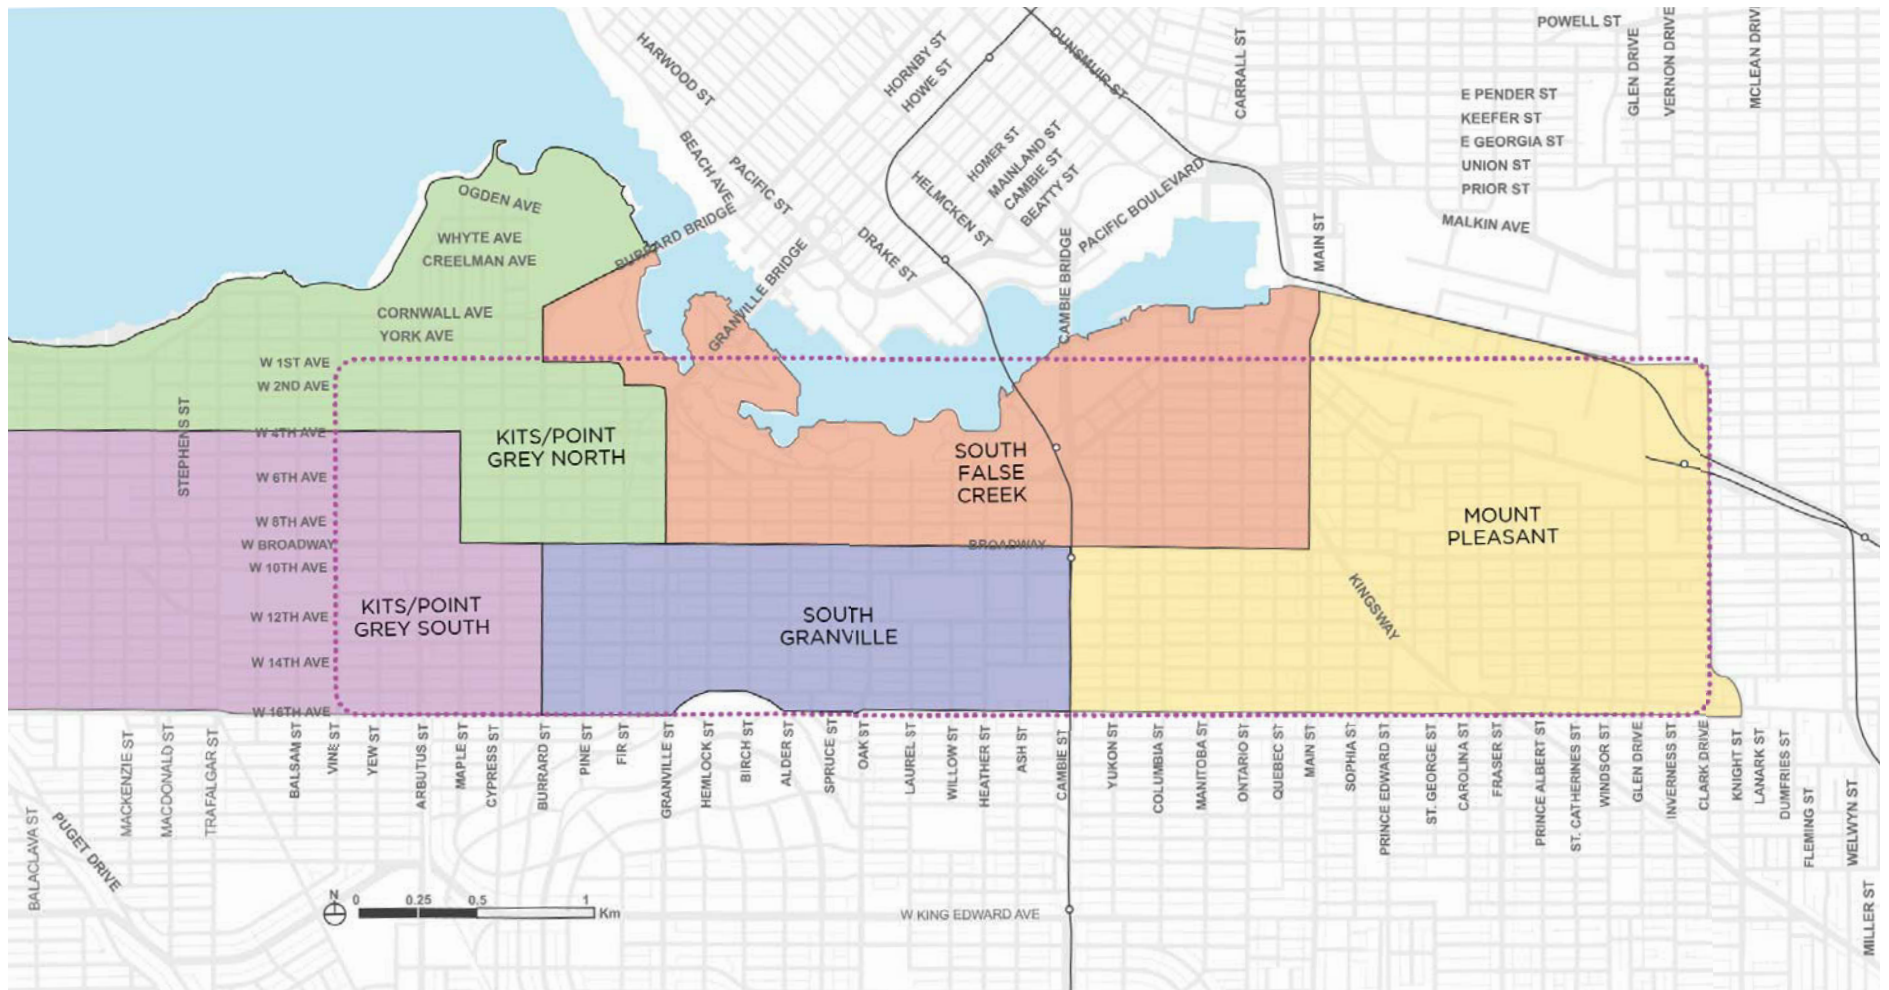 POWELL ST
HARWOOD ST
HORNBY ST
HOWE ST
DUNSMUIR ST
CARRALL ST
GLEN DRIVE
VERNON DRIVE
E PENDER ST
KEEFER ST
E GEORGIA ST
UNION ST
PRIOR ST
MALKIN AVE
BEACH AVE
PACIFIC ST
HOMER ST
MAINLAND ST
CAMBIE ST
BEATTY ST
HELMCKEN ST
PACIFIC BOULEVARD
DRAKE ST
MAIN ST
CAMBIE BRIDGE
BURRARD BRIDGE
GRANVILLE BRIDGE
OGDEN AVE
WHYTE AVE
CREELMAN AVE
CORNWALL AVE
YORK AVE
W 1ST AVE
W 2ND AVE
STEPHENS ST
W 4TH AVE
W 6TH AVE
W 8TH AVE
W BROADWAY
W 10TH AVE
W 12TH AVE
W 14TH AVE
W 16TH AVE
KITS/POINT
GREY NORTH
SOUTH
FALSE
CREEK
BROADWAY
MOUNT
PLEASANT
KINGSWAY
KITS/POINT
GREY SOUTH
SOUTH
GRANVILLE
BALACLAVA ST
PUGET DRIVE
MACKENZIE ST
MACDONALD ST
TRAFALGAR ST
BALSAM ST
VINE ST
YEW ST
ARBUTUS ST
MAPLE ST
CYPRESS ST
BURRARD ST
PINE ST
FIR ST
GRANVILLE ST
HEMLOCK ST
BIRCH ST
ALDER ST
SPRUCE ST
OAK ST
LAUREL ST
WILLOW ST
HEATHER ST
ASH ST
CAMBIE ST
YUKON ST
COLUMBIA ST
MANITOBA ST
ONTARIO ST
QUEBEC ST
MAIN ST
SOPHIA ST
PRINCE EDWARD ST
ST. GEORGE ST
CAROLINA ST
FRASER ST
PRINCE ALBERT ST
ST. CATHERINES ST
WINDSOR ST
GLEN DRIVE
INVERNESS ST
CLARK DRIVE
KNIGHT ST
LANARK ST
DUMFRIES ST
FLEMING ST
WELWYN ST
MILLER ST
N
0 0.25 0.5 1
Km
W KING EDWARD AVE